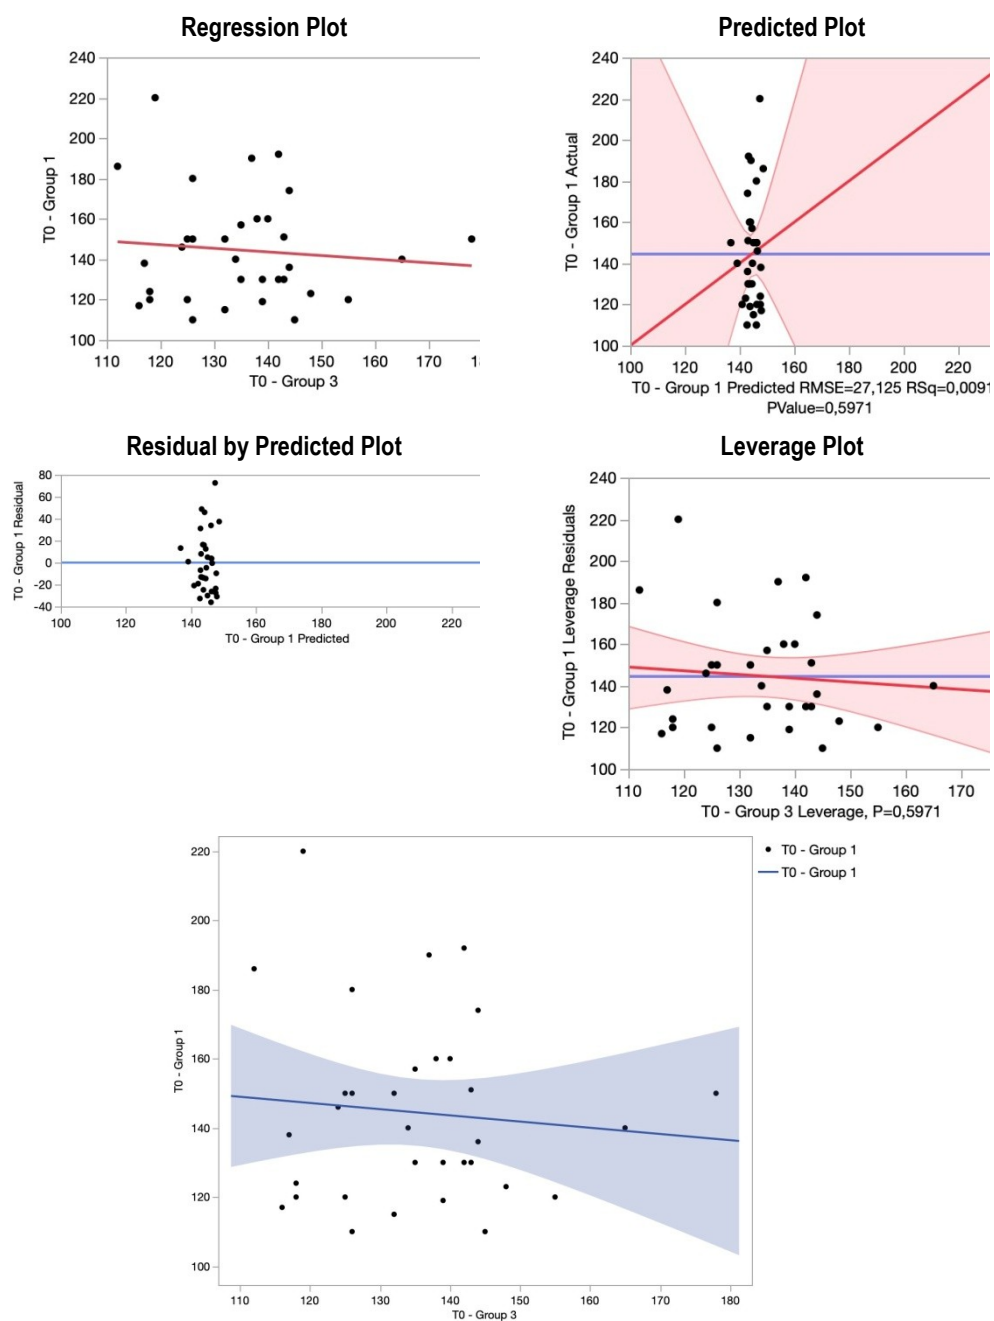 Regression Plot
240
220
200
180
160
140
120
100
T0 - Group 1
110 120 130 140 150 160 170
T0 - Group 3
Predicted Plot
240
220
200
180
160
140
120
100
T0 - Group 1 Actual
100 120 140 160 180 200 220
T0 - Group 1 Predicted RMSE=27,125 RSq=0,0091
PValue=0,5971
Residual by Predicted Plot
80
60
40
20
0
-20
-40
T0 - Group 1 Residual
100 120 140 160 180 200 220
T0 - Group 1 Predicted
Leverage Plot
240
220
200
180
160
140
120
100
T0 - Group 1 Leverage Residuals
110 120 130 140 150 160 170
T0 - Group 3 Leverage, P=0,5971
220
200
180
160
140
120
100
T0 - Group 1
110 120 130 140 150 160 170 180
T0 - Group 3
T0 - Group 1
T0 - Group 1